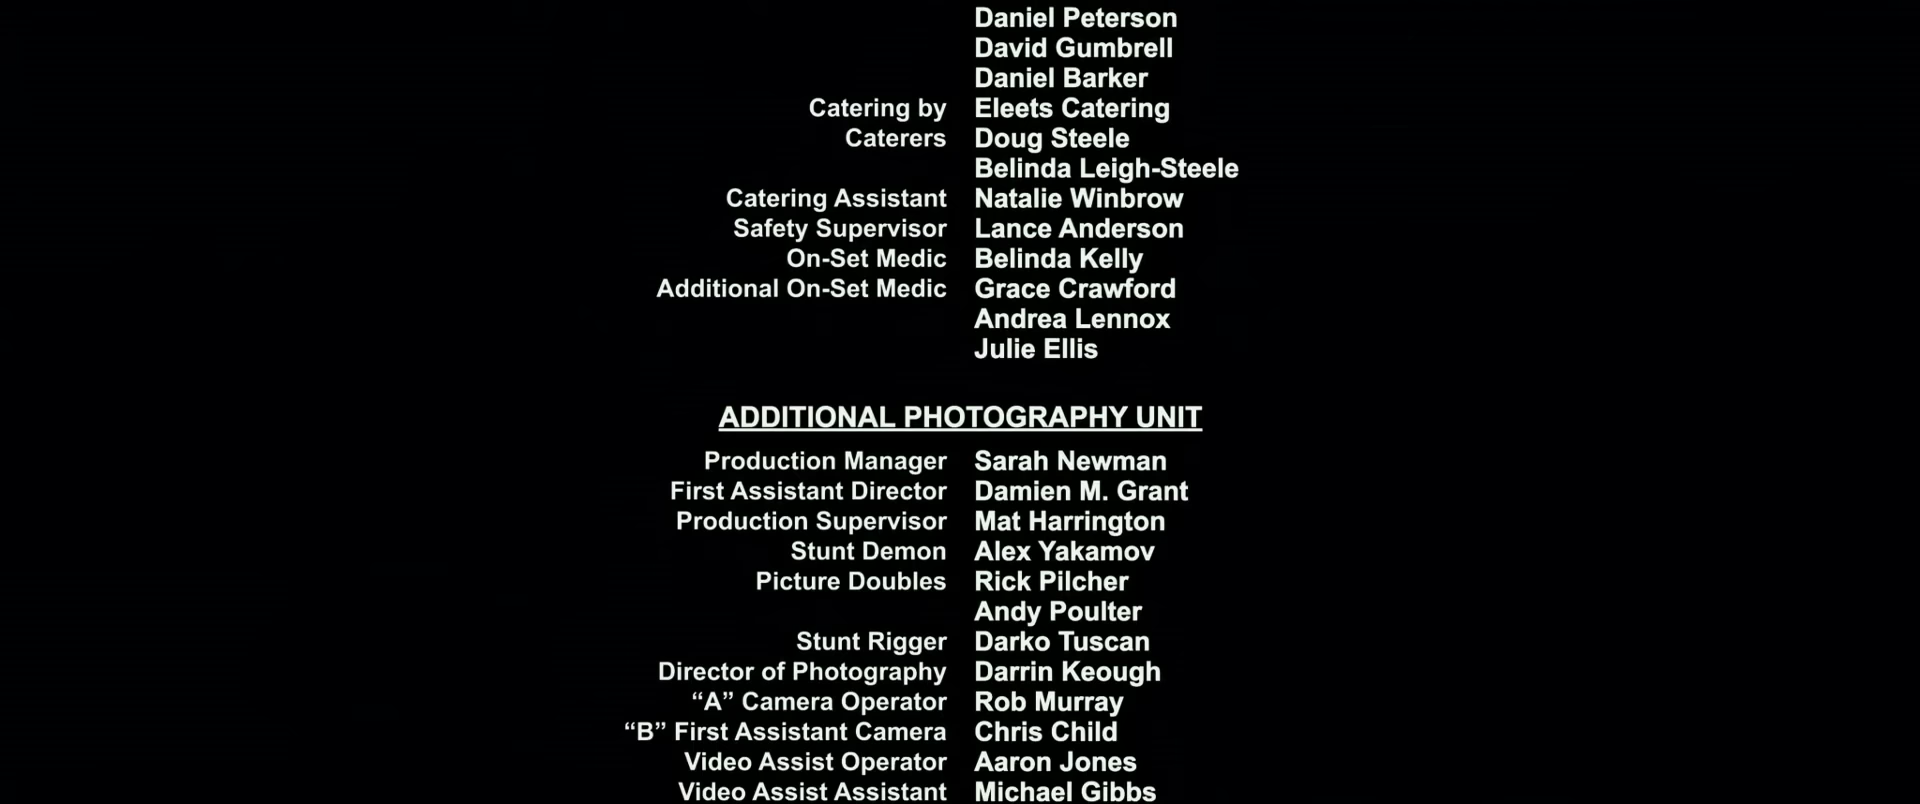 Daniel Peterson
David Gumbrell
Daniel Barker
Catering by Eleets Catering
Caterers Doug Steele
Belinda Leigh-Steele
Catering Assistant Natalie Winbrow
Safety Supervisor Lance Anderson
On-Set Medic Belinda Kelly
Additional On-Set Medic Grace Crawford
Andrea Lennox
Julie Ellis
ADDITIONAL PHOTOGRAPHY UNIT
Production Manager Sarah Newman
First Assistant Director Damien M. Grant
Production Supervisor Mat Harrington
Stunt Demon Alex Yakamov
Picture Doubles Rick Pilcher
Andy Poulter
Stunt Rigger Darko Tuscan
Director of Photography Darrin Keough
“A” Camera Operator Rob Murray
“B” First Assistant Camera Chris Child
Video Assist Operator Aaron Jones
Video Assist Assistant Michael Gibbs